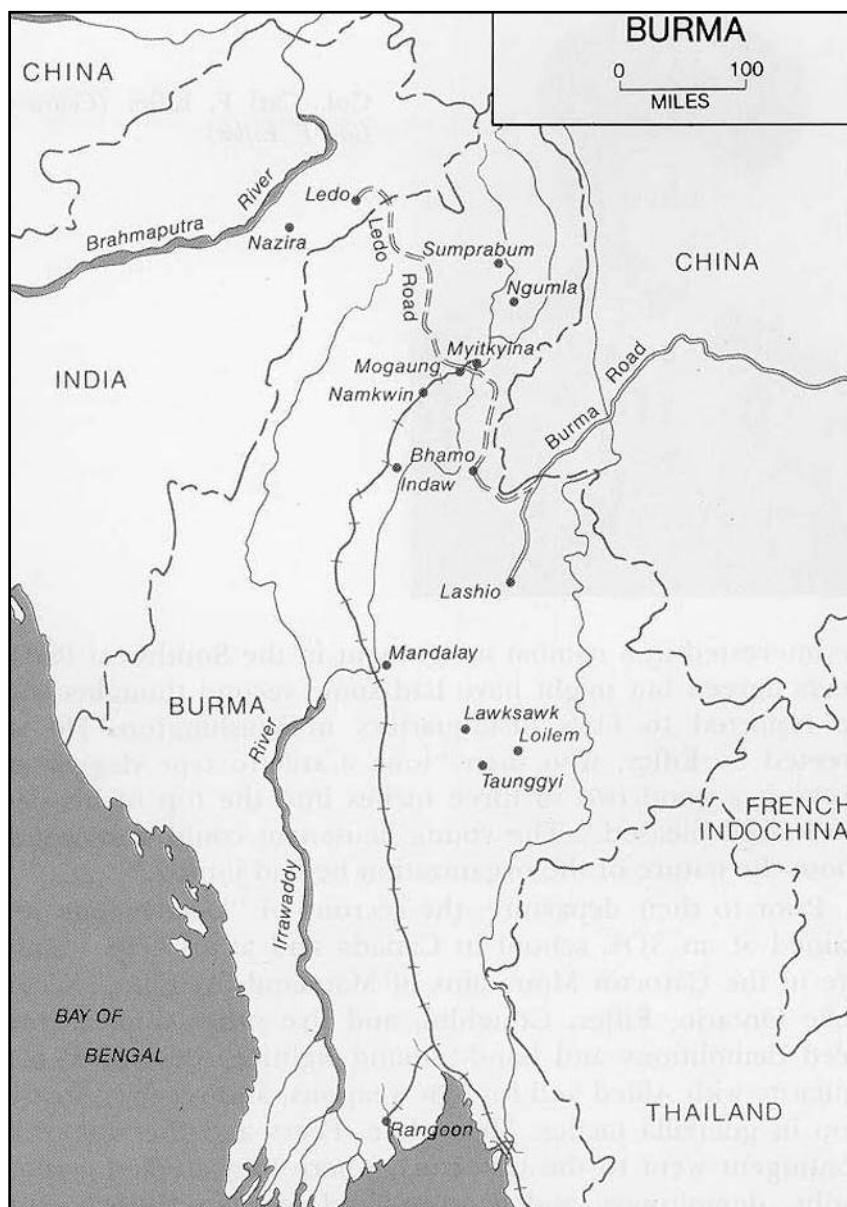 BURMA
0 100
MILES
CHINA
Brahmaputra River
Ledo
Nazira
Ledo Road
Sumprabum
Ngumla
CHINA
INDIA
Myitkyina
Mogaung
Namkwin
Burma Road
Bhamo
Indaw
Lashio
Mandalay
BURMA
Lawksawk
Loilem
Taunggyi
Irrawaddy River
FRENCH
INDOCHINA
BAY OF
BENGAL
Rangoon
THAILAND